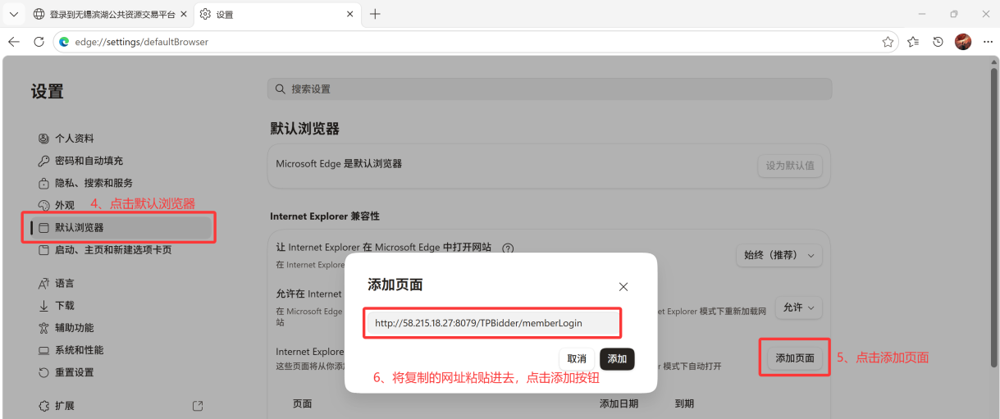 登录到无锡滨湖公共资源交易平台
设置
edge://settings/defaultBrowser
设置
搜索设置
个人资料
密码和自动填充
隐私、搜索和服务
外观
4、点击默认浏览器
默认浏览器
启动、主页和新建选项卡页
语言
下载
辅助功能
系统和性能
重置设置
扩展
默认浏览器
Microsoft Edge 是默认浏览器
设为默认值
Internet Explorer 兼容性
让 Internet Explorer 在 Microsoft Edge 中打开网站
在 Internet Explore
始终（推荐）
允许在 Internet
在 Microsoft Edge
站
et Explorer 模式下重新加载网
允许
Internet Explore
这些页面将从你添
r 模式下自动打开
添加页面
5、点击添加页面
添加页面
http://58.215.18.27:8079/TPBidder/memberLogin
取消
添加
6、将复制的网址粘贴进去，点击添加按钮
页面
添加日期
到期